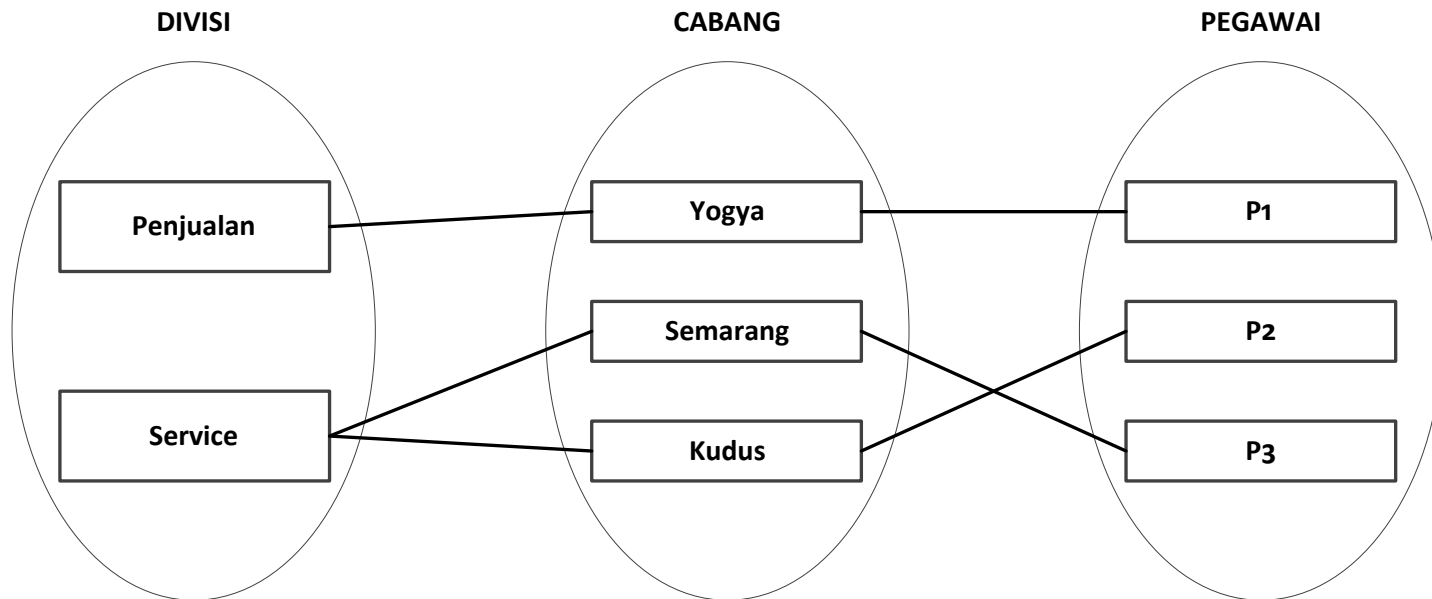 DIVISI CABANG PEGAWAI
Penjualan Yogya P1
Semarang P2
Service Kudus P3